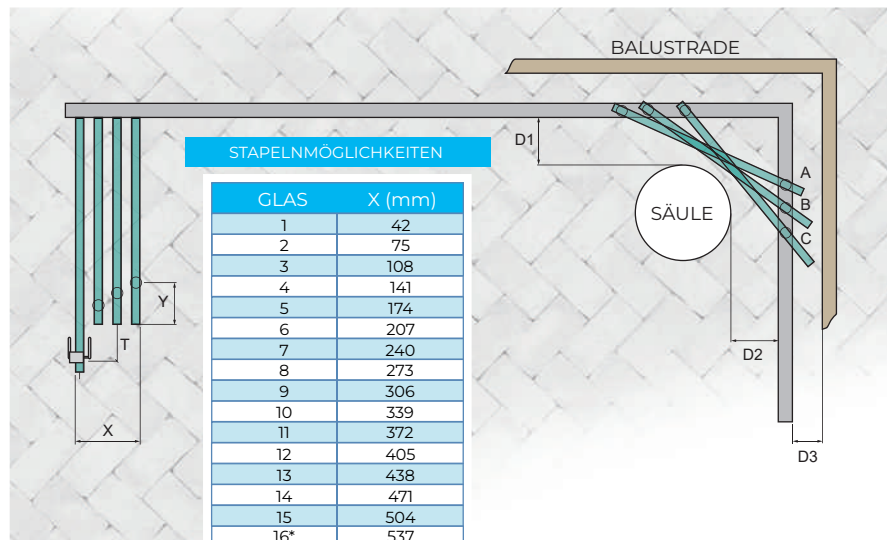 BALUSTRADE
D1
STAPELNMÖGLICHKEITEN
GLAS X (mm)
1 42
2 75
3 108
4 141
5 174
6 207
7 240
8 273
9 306
10 339
11 372
12 405
13 438
14 471
15 504
16* 537
A
B
C
SÄULE
Y
T
X
D2
D3